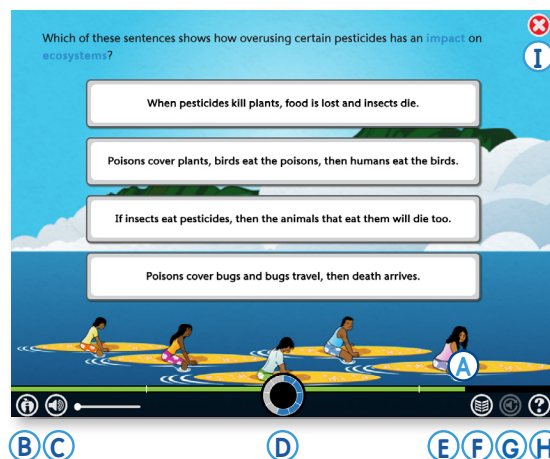 Which of these sentences shows how overusing certain pesticides has an impact on
ecosystems?
I
When pesticides kill plants, food is lost and insects die.
Poisons cover plants, birds eat the poisons, then humans eat the birds.
If insects eat pesticides, then the animals that eat them will die too.
Poisons cover bugs and bugs travel, then death arrives.
A
?
B C D E F G H